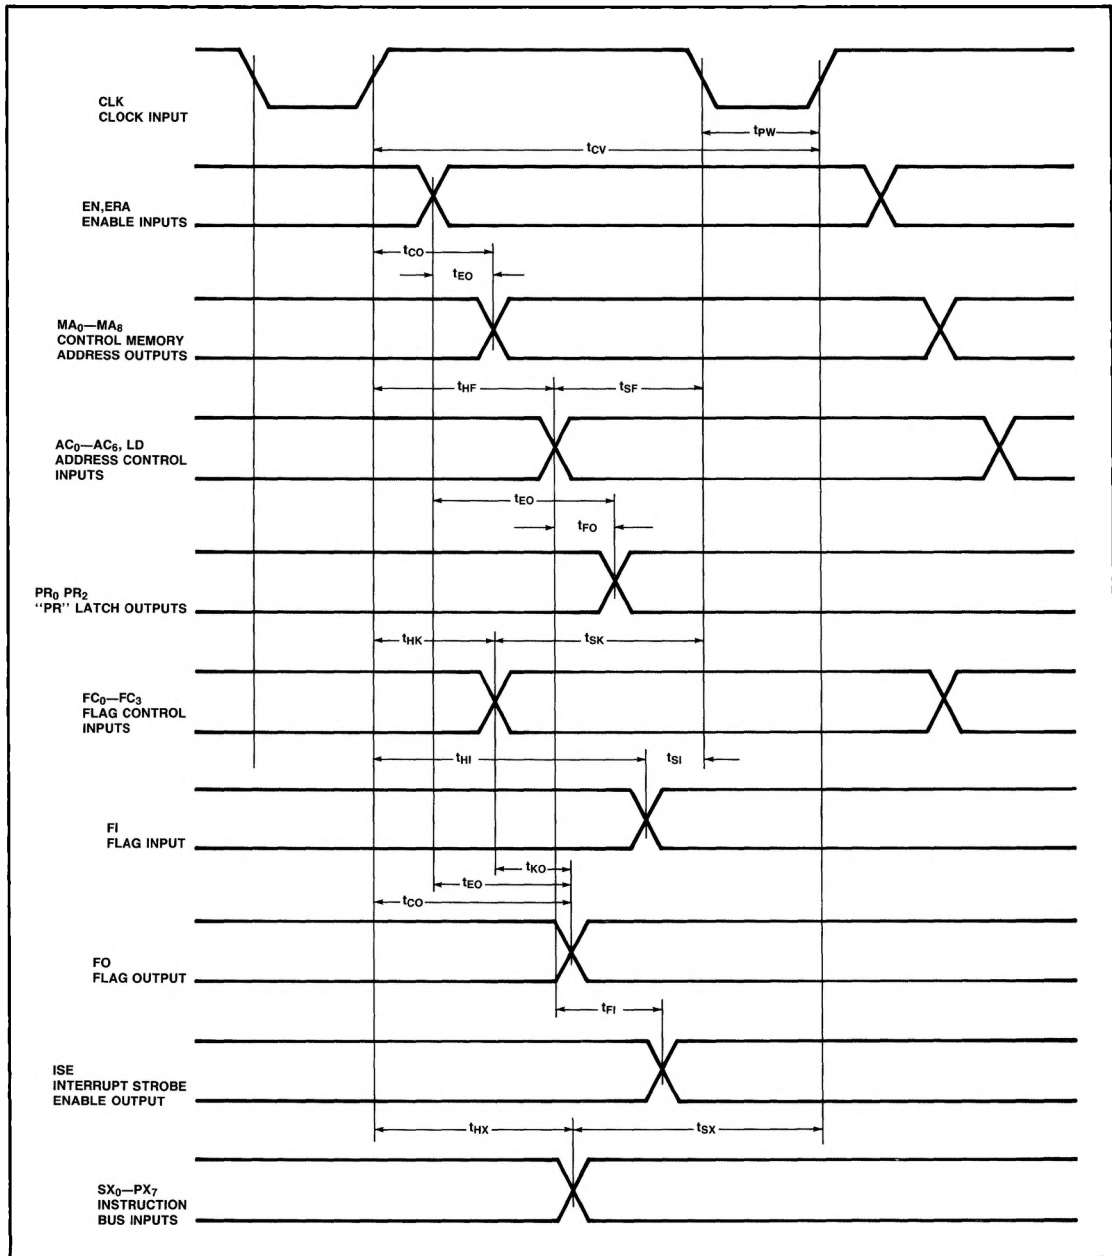 CLK
CLOCK INPUT
tPW
tCV
EN,ERA
ENABLE INPUTS
tCO
tEO
MA0—MA8
CONTROL MEMORY
ADDRESS OUTPUTS
tHF
tSF
AC0—AC6, LD
ADDRESS CONTROL
INPUTS
tEO
tFO
PR0 PR2
"PR" LATCH OUTPUTS
tHK
tSK
FC0—FC3
FLAG CONTROL
INPUTS
tHI
tSI
FI
FLAG INPUT
tKO
tEO
tCO
FO
FLAG OUTPUT
tFI
ISE
INTERRUPT STROBE
ENABLE OUTPUT
tHX
tSX
SX0—PX7
INSTRUCTION
BUS INPUTS